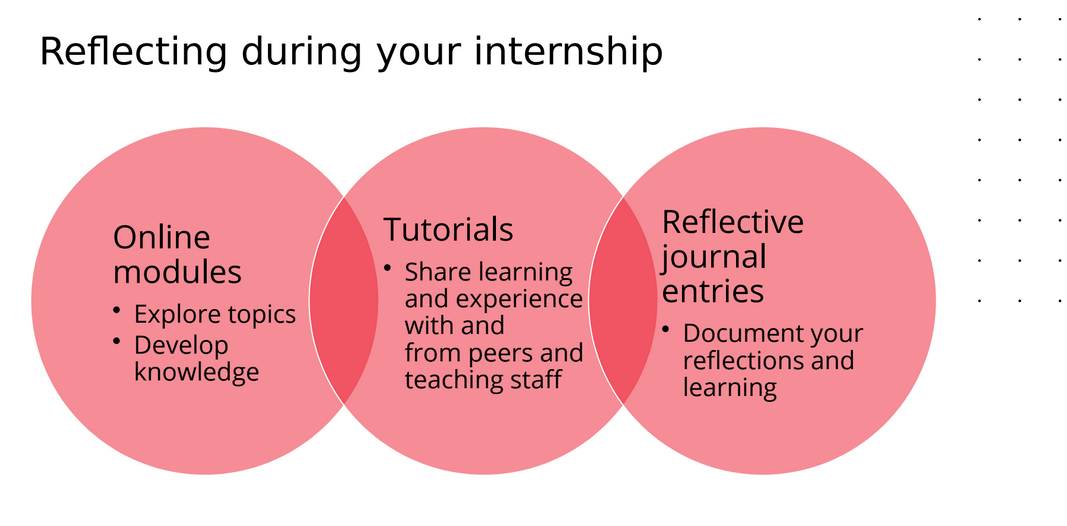 Reflecting during your internship
Online
modules
• Explore topics
• Develop
knowledge
Tutorials
• Share learning
and experience
with and
from peers and
teaching staff
Reflective
journal
entries
• Document your
reflections and
learning